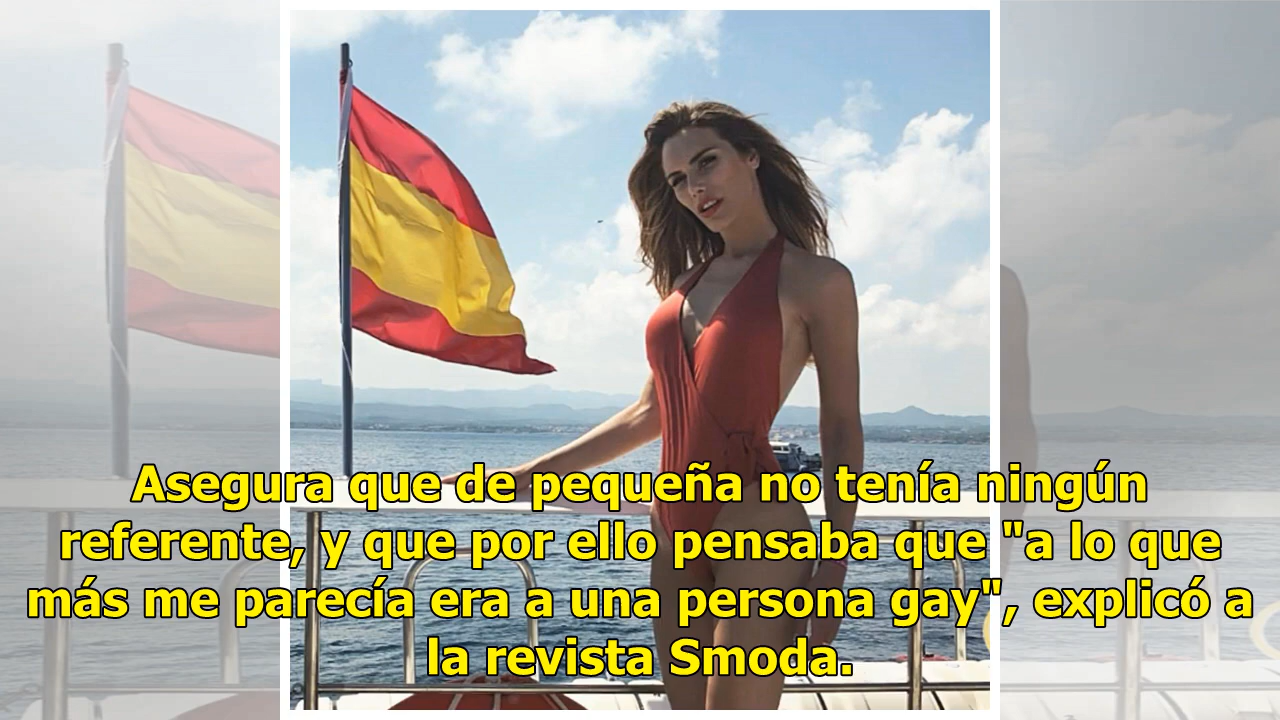 Asegura que de pequeña no tenía ningún
referente, y que por ello pensaba que "a lo que
más me parecía era a una persona gay", explicó a
la revista Smoda.